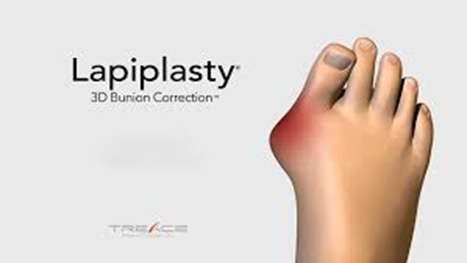 Lapiplasty®
3D Bunion Correction™
TREACE